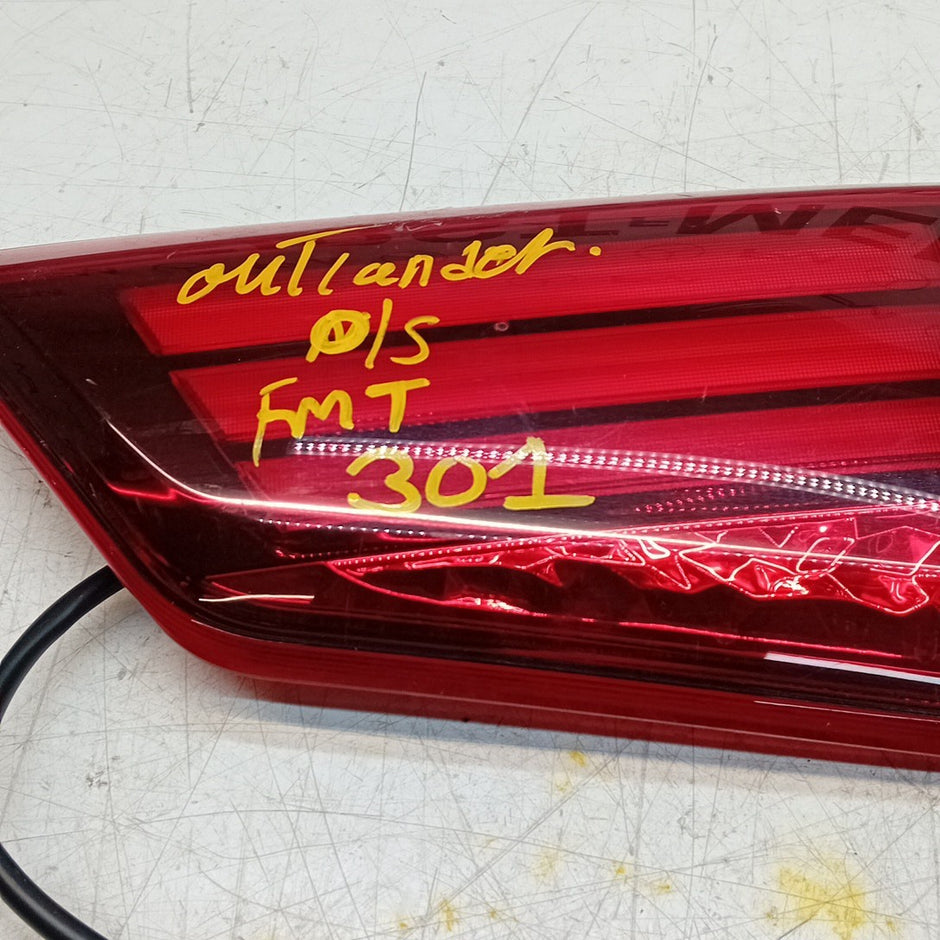 outlander.
O/S
FMT
301